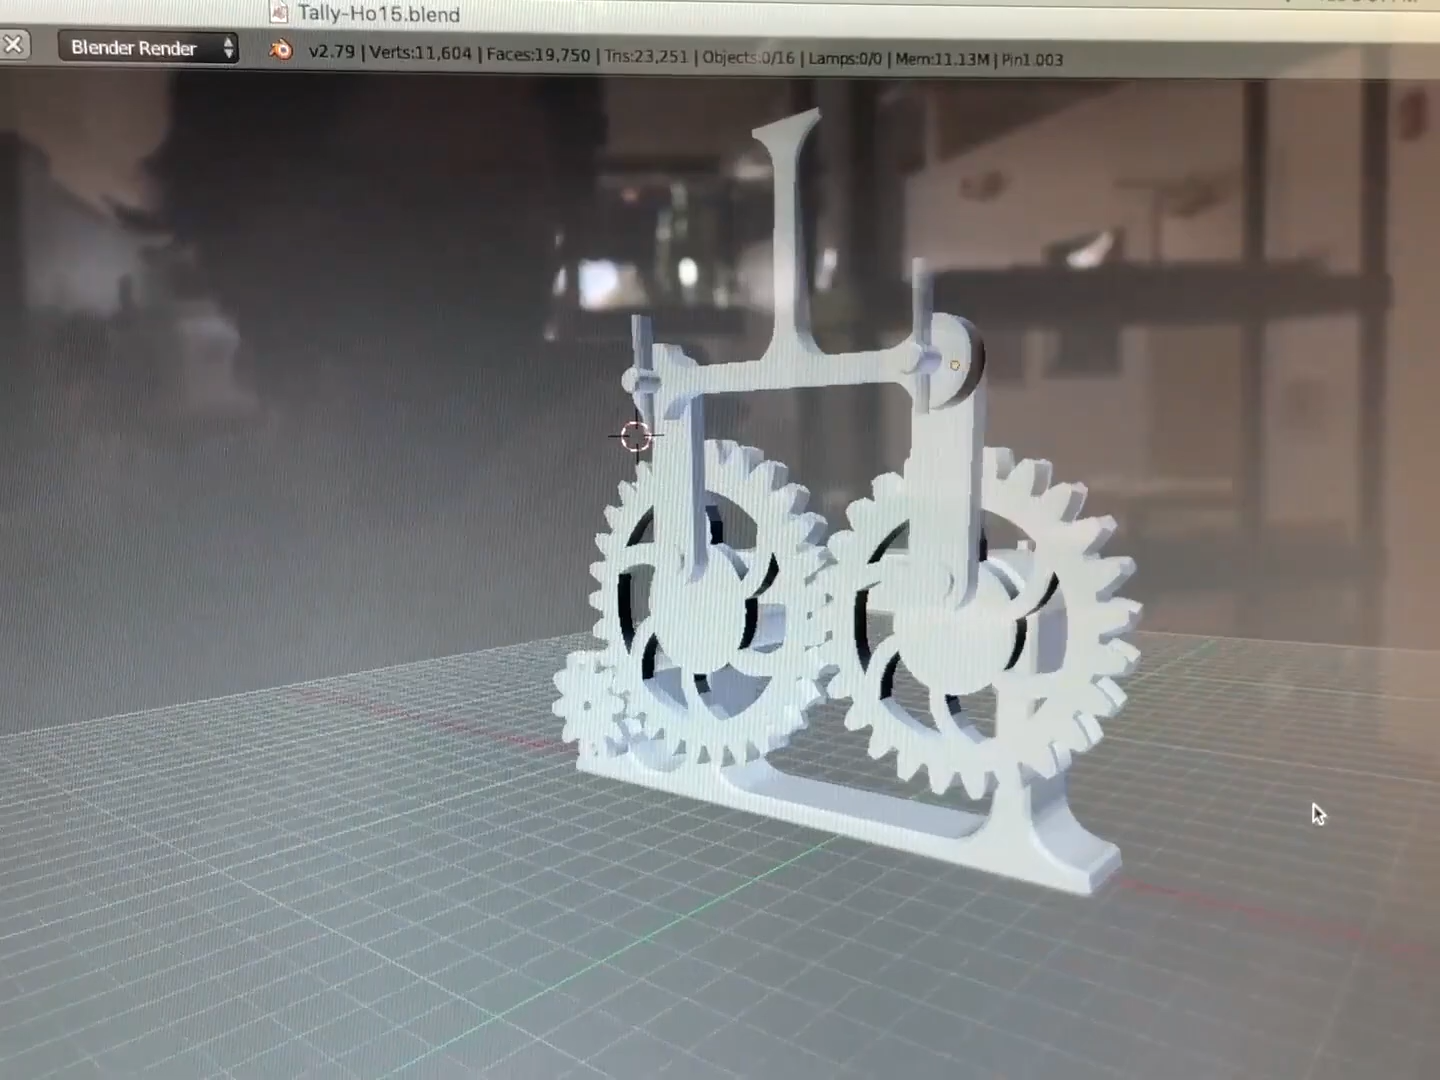 Tally-Ho15.blend
Blender Render
v2.79 | Verts:11,604 | Faces:19,750 | Tris:23,251 | Objects:0/16 | Lamps:0/0 | Mem:11.13M | Pin1.003